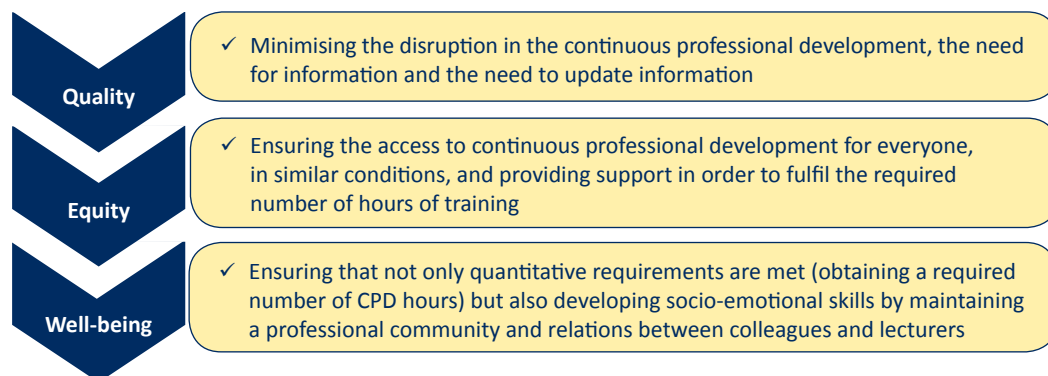 Quality
✓ Minimising the disruption in the continuous professional development, the need
for information and the need to update information
Equity
✓ Ensuring the access to continuous professional development for everyone,
in similar conditions, and providing support in order to fulfil the required
number of hours of training
Well-being
✓ Ensuring that not only quantitative requirements are met (obtaining a required
number of CPD hours) but also developing socio-emotional skills by maintaining
a professional community and relations between colleagues and lecturers